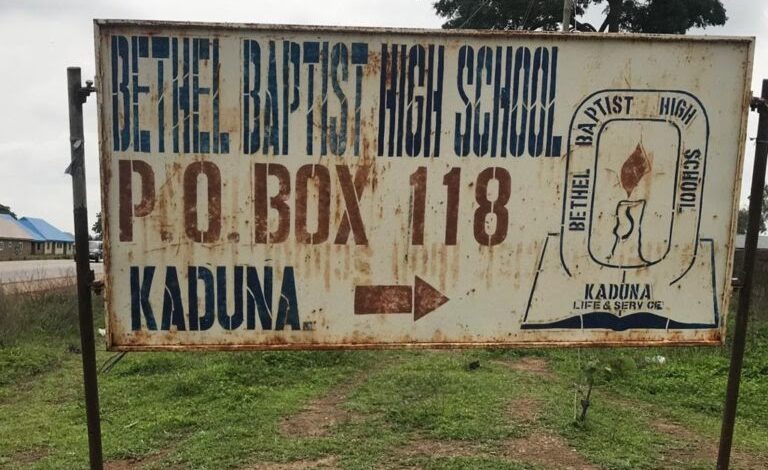 BETHEL BAPTIST HIGH SCHOOL
P.O. BOX 118
KADUNA
BETHEL BAPTIST HIGH SCHOOL
KADUNA
LIFE & SERVICE